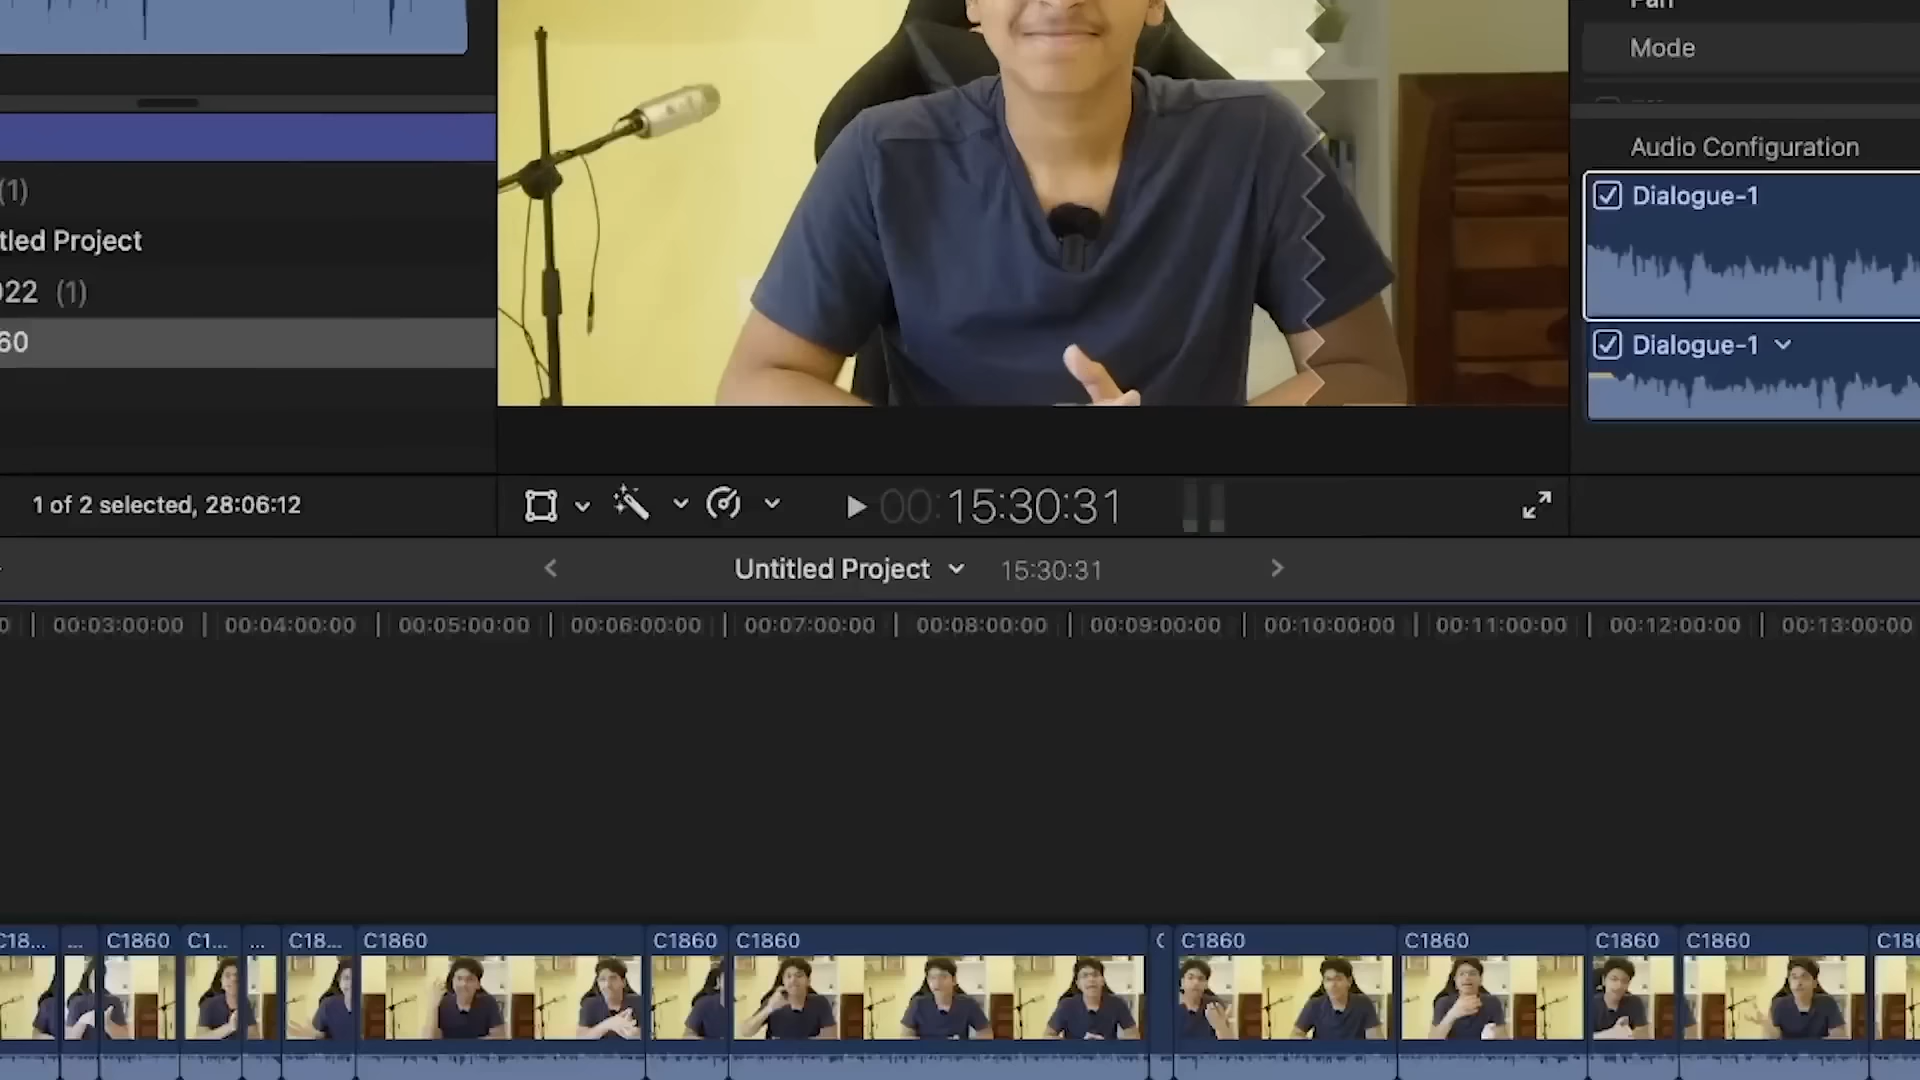 Pan
Mode
Audio Configuration
Dialogue-1
Dialogue-1
(1)
tled Project
022 (1)
60
1 of 2 selected, 28:06:12
00:15:30:31
Untitled Project
15:30:31
0 00:03:00:00 00:04:00:00 00:05:00:00 00:06:00:00 00:07:00:00 00:08:00:00 00:09:00:00 00:10:00:00 00:11:00:00 00:12:00:00 00:13:00:00
C18... ... C1860 C1... ... C18... C1860 C1860 C1860 C C1860 C1860 C1860 C1860 C186